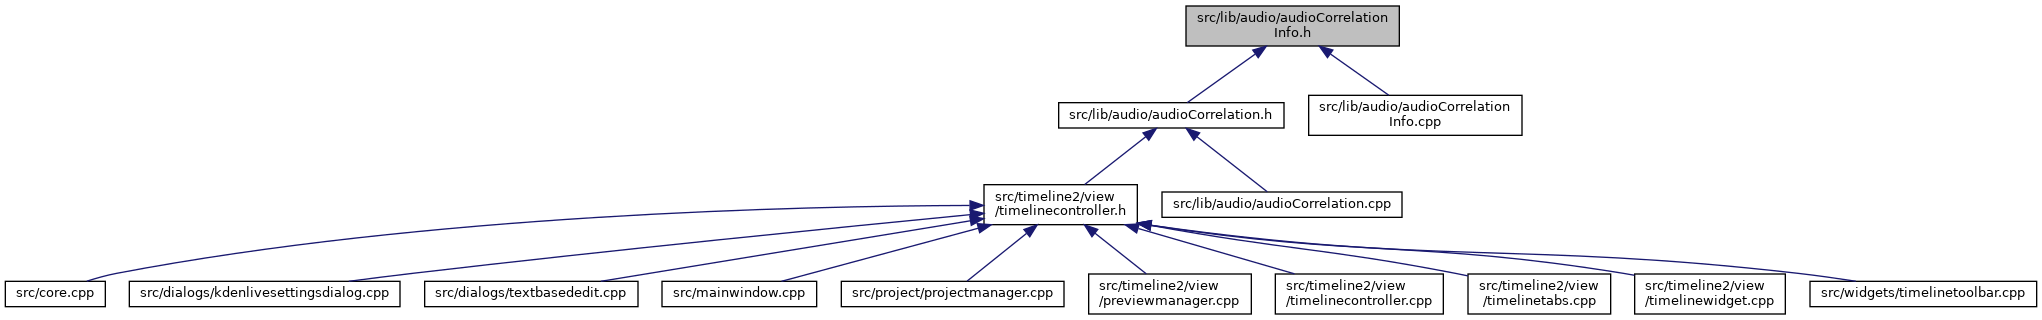 src/lib/audio/audioCorrelation
Info.h
src/lib/audio/audioCorrelation.h
src/lib/audio/audioCorrelation
Info.cpp
src/timeline2/view
/timelinecontroller.h
src/lib/audio/audioCorrelation.cpp
src/core.cpp
src/dialogs/kdenlivesettingsdialog.cpp
src/dialogs/textbasededit.cpp
src/mainwindow.cpp
src/project/projectmanager.cpp
src/timeline2/view
/previewmanager.cpp
src/timeline2/view
/timelinecontroller.cpp
src/timeline2/view
/timelinetabs.cpp
src/timeline2/view
/timelinewidget.cpp
src/widgets/timelinetoolbar.cpp